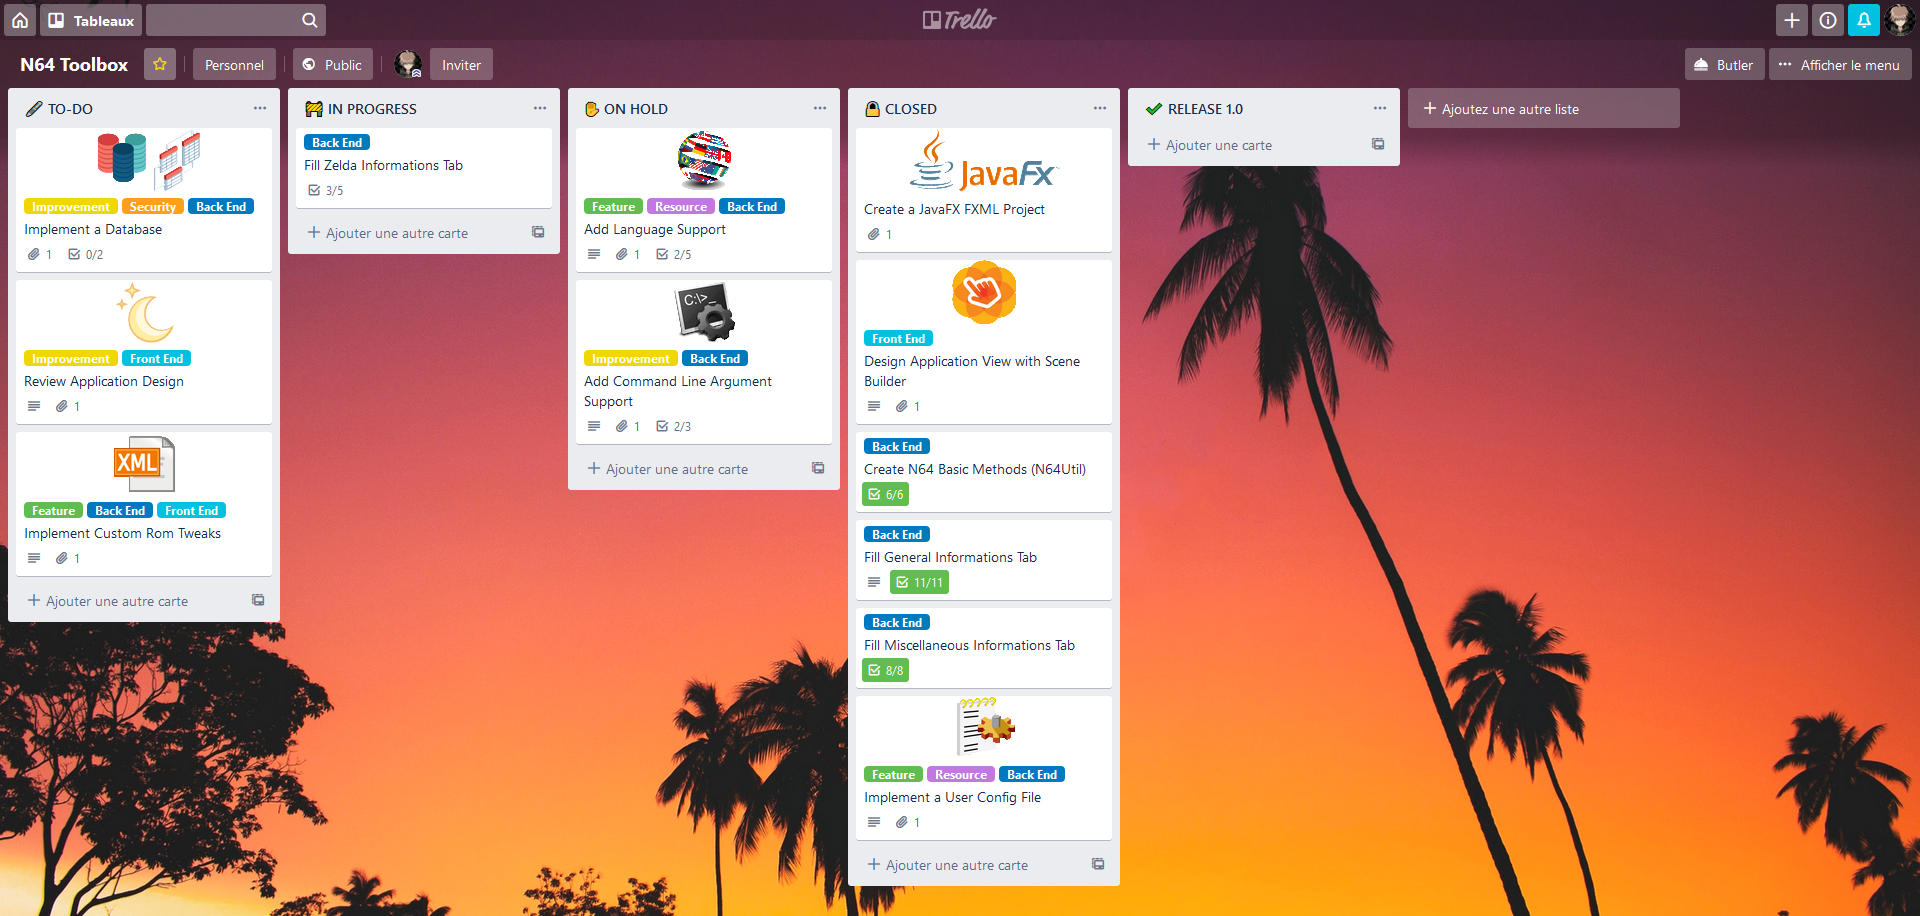 Tableaux
Trello
N64 Toolbox
Personnel
Public
Inviter
Butler
Afficher le menu
TO-DO
Improvement Security Back End
Implement a Database
1 0/2
Improvement Front End
Review Application Design
1
XML
Feature Back End Front End
Implement Custom Rom Tweaks
1
Ajouter une autre carte
IN PROGRESS
Back End
Fill Zelda Informations Tab
3/5
Ajouter une autre carte
ON HOLD
Feature Resource Back End
Add Language Support
1 2/5
C:\>_
Improvement Back End
Add Command Line Argument
Support
1 2/3
Ajouter une autre carte
CLOSED
JavaFX
Create a JavaFX FXML Project
1
Front End
Design Application View with Scene
Builder
1
Back End
Create N64 Basic Methods (N64Util)
6/6
Back End
Fill General Informations Tab
11/11
Back End
Fill Miscellaneous Informations Tab
8/8
Feature Resource Back End
Implement a User Config File
1
Ajouter une autre carte
RELEASE 1.0
Ajouter une carte
Ajoutez une autre liste